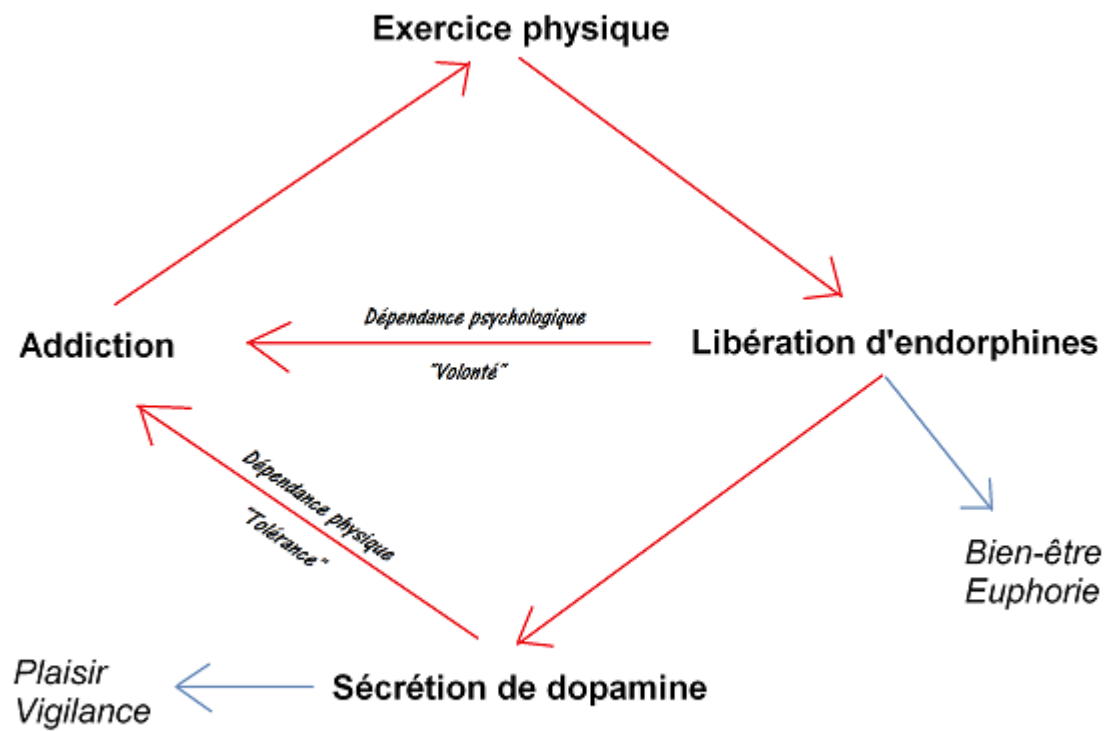 Exercice physique
Dépendance psychologique
Addiction
Libération d'endorphines
"Volonté"
Dépendance physique
"Tolérance"
Bien-être
Euphorie
Plaisir
Vigilance
Sécrétion de dopamine